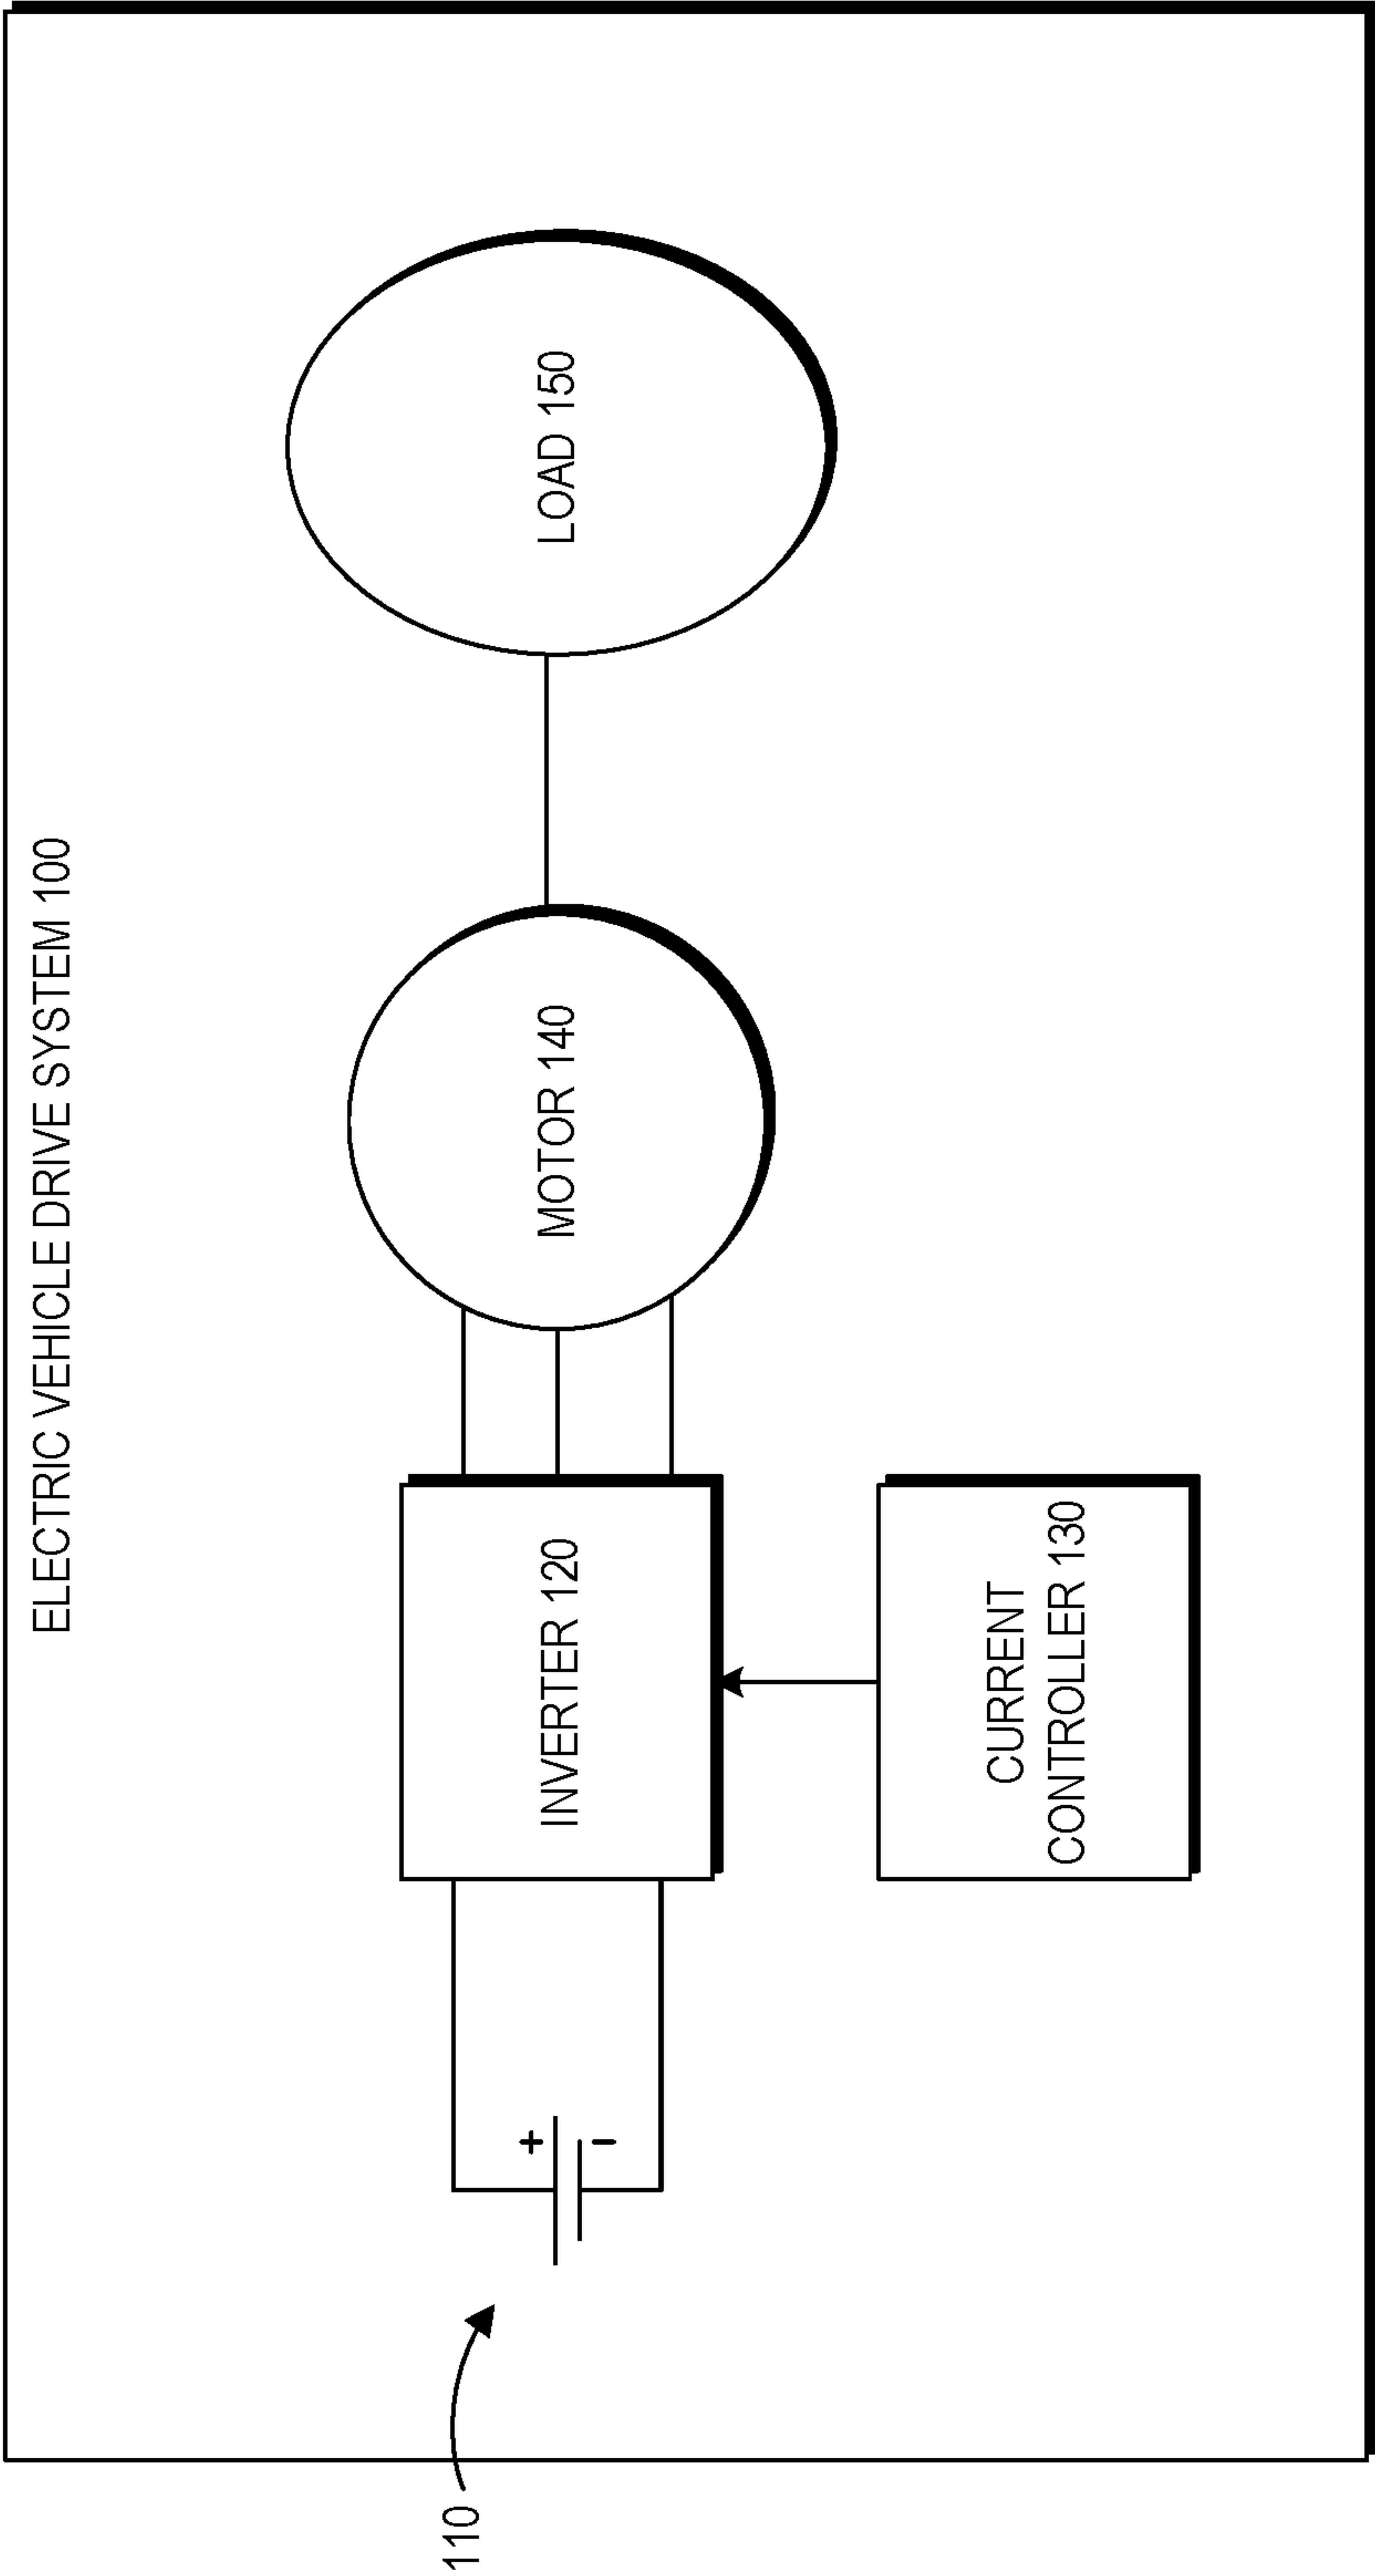 ELECTRIC VEHICLE DRIVE SYSTEM 100
110
+
−
INVERTER 120
MOTOR 140
LOAD 150
CURRENT
CONTROLLER 130